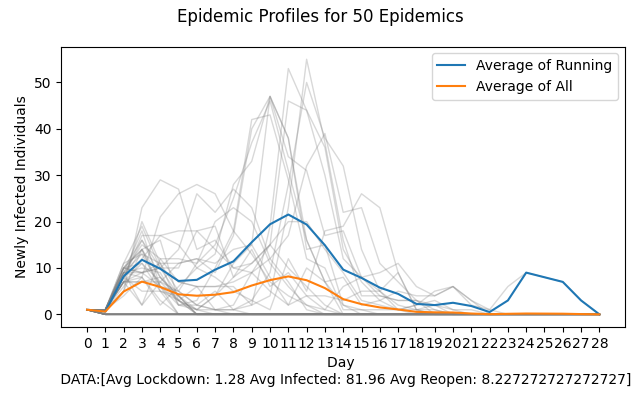 Epidemic Profiles for 50 Epidemics
Average of Running
Average of All
Newly Infected Individuals
50
40
30
20
10
0
0 1 2 3 4 5 6 7 8 9 10 11 12 13 14 15 16 17 18 19 20 21 22 23 24 25 26 27 28
Day
DATA:[Avg Lockdown: 1.28 Avg Infected: 81.96 Avg Reopen: 8.227272727272727]